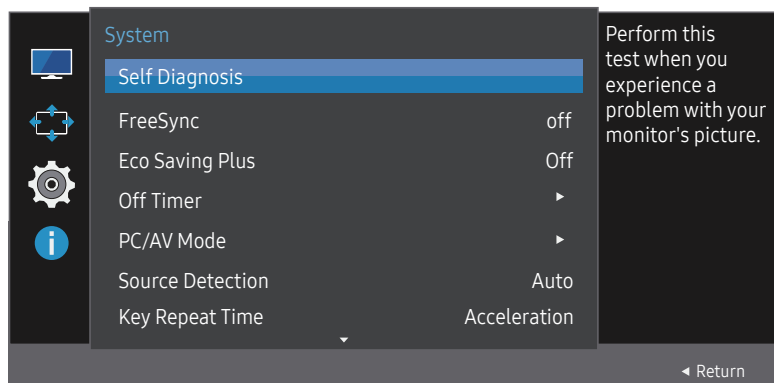 System
Self Diagnosis
FreeSync off
Eco Saving Plus Off
Off Timer
PC/AV Mode
Source Detection Auto
Key Repeat Time Acceleration
Perform this
test when you
experience a
problem with your
monitor's picture.
Return